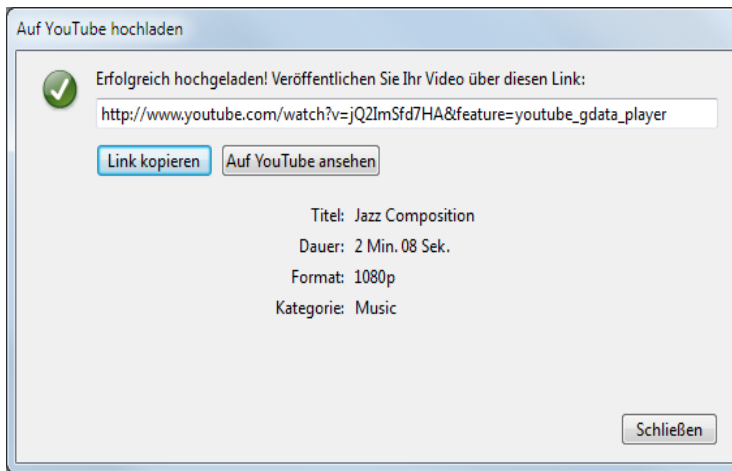 Auf YouTube hochladen
Erfolgreich hochgeladen! Veröffentlichen Sie Ihr Video über diesen Link:
http://www.youtube.com/watch?v=jQ2ImSfd7HA&feature=youtube_gdata_player
Link kopieren Auf YouTube ansehen
Titel: Jazz Composition
Dauer: 2 Min. 08 Sek.
Format: 1080p
Kategorie: Music
Schließen